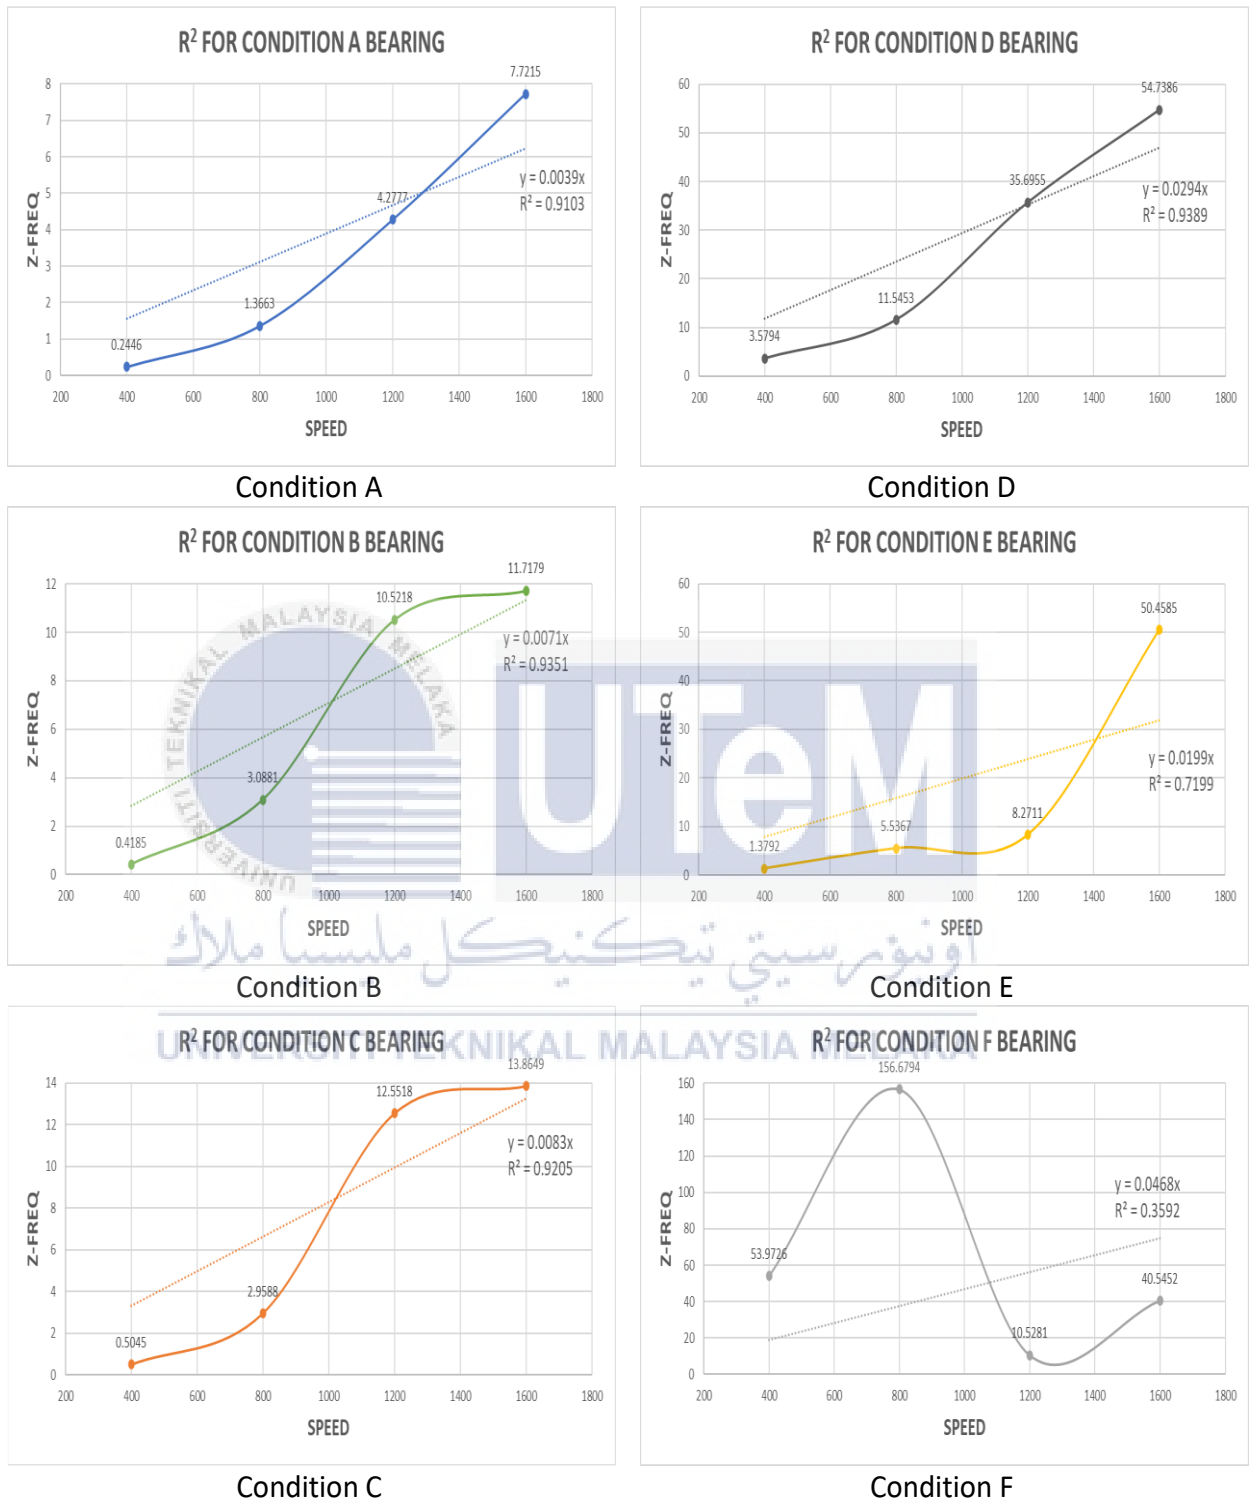 R² FOR CONDITION A BEARING
Z-FREQ
8
7
6
5
4
3
2
1
0
0.2446
1.3663
4.2777
7.7215
y = 0.0039x
R² = 0.9103
200 400 600 800 1000 1200 1400 1600 1800
SPEED
Condition A
R² FOR CONDITION D BEARING
Z-FREQ
60
50
40
30
20
10
0
3.5794
11.5453
35.6955
54.7386
y = 0.0294x
R² = 0.9389
200 400 600 800 1000 1200 1400 1600 1800
SPEED
Condition D
R² FOR CONDITION B BEARING
Z-FREQ
12
10
8
6
4
2
0
0.4185
3.0881
10.5218
11.7179
y = 0.0071x
R² = 0.9351
200 400 600 800 1000 1200 1400 1600 1800
SPEED
Condition B
R² FOR CONDITION E BEARING
Z-FREQ
60
50
40
30
20
10
0
1.3792
5.5367
8.2711
50.4585
y = 0.0199x
R² = 0.7199
200 400 600 800 1000 1200 1400 1600 1800
SPEED
Condition E
UNIVERSITI TEKNIKAL MALAYSIA MELAKA
UTeM
اونيۏرسيتي تيكنيكل مليسيا ملاك
UNIVERSITI TEKNIKAL MALAYSIA MELAKA
R² FOR CONDITION C BEARING
Z-FREQ
14
12
10
8
6
4
2
0
0.5045
2.9588
12.5518
13.8649
y = 0.0083x
R² = 0.9205
200 400 600 800 1000 1200 1400 1600 1800
SPEED
Condition C
R² FOR CONDITION F BEARING
Z-FREQ
160
140
120
100
80
60
40
20
0
53.9726
156.6794
10.5281
40.5452
y = 0.0468x
R² = 0.3592
200 400 600 800 1000 1200 1400 1600 1800
SPEED
Condition F